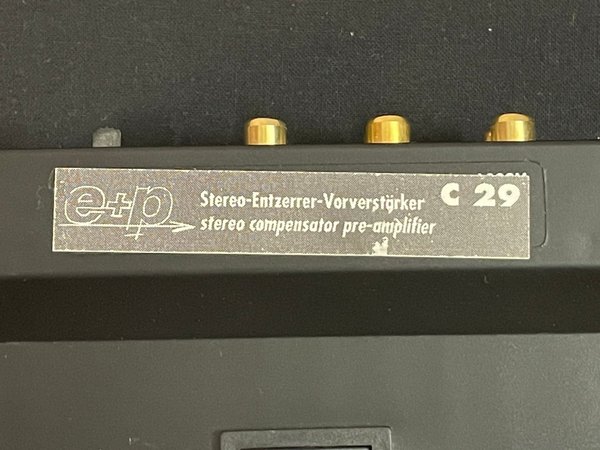 e+p
Stereo-Entzerrer-Vorverstärker C 29
stereo compensator pre-amplifier